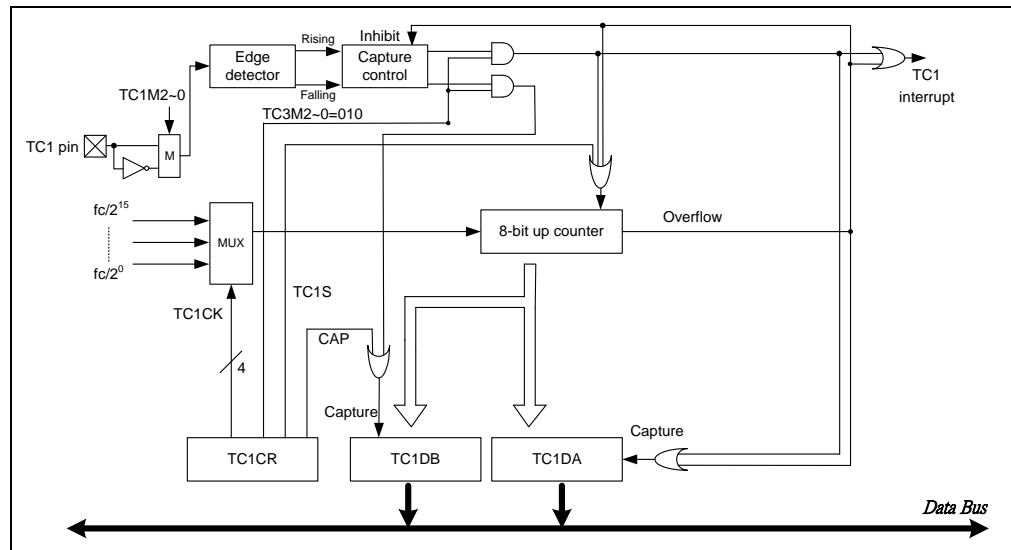 Rising
Inhibit
Edge
detector
Capture
control
Falling
TC1
interrupt
TC1M2~0
TC3M2~0=010
TC1 pin
M
fc/2^15
fc/2^0
MUX
8-bit up counter
Overflow
TC1S
TC1CK
CAP
4
Capture
Capture
TC1CR
TC1DB
TC1DA
Data Bus